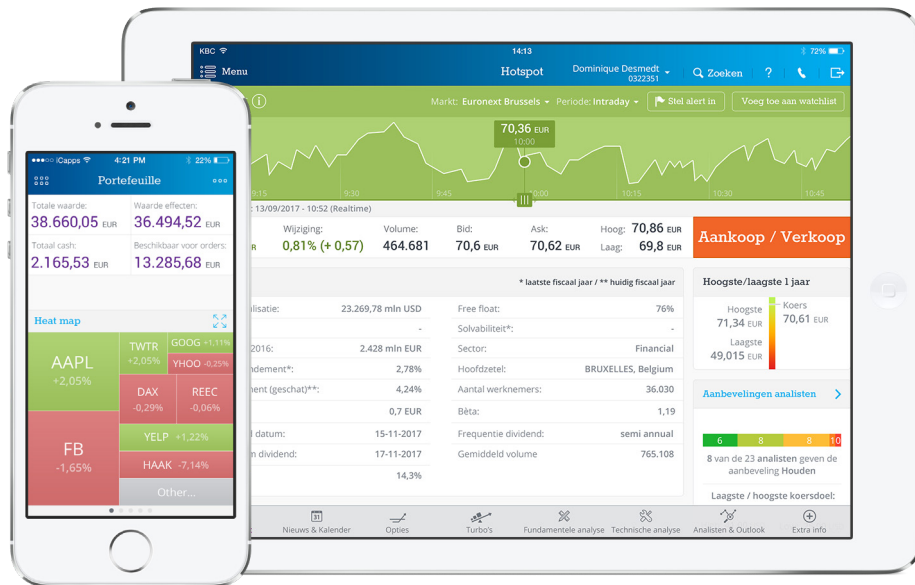 KBC 14:13 72%
Menu Hotspot Dominique Desmedt Zoeken ?
0322351
Markt: Euronext Brussels Periode: Intraday Stel alert in Voeg toe aan watchlist
70,36 EUR
10:00
9:15 9:30 9:45 10:00 10:15 10:30 10:45
13/09/2017 - 10:52 (Realtime)
Wijziging: Volume: Bid: Ask: Hoog: 70,86 EUR
0,81% (+ 0,57) 464.681 70,6 EUR 70,62 EUR Laag: 69,8 EUR
Aankoop / Verkoop
* laatste fiscaal jaar / ** huidig fiscaal jaar
23.269,78 mln USD
-
2016: 2.428 mln EUR
2,78%
(geschat)**: 4,24%
0,7 EUR
datum: 15-11-2017
dividend: 17-11-2017
14,3%
Free float: 76%
Solvabiliteit*: -
Sector: Financial
Hoofdzetel: BRUXELLES, Belgium
Aantal werknemers: 36.030
Bèta: 1,19
Frequentie dividend: semi annual
Gemiddeld volume 765.108
Hoogste/laagste 1 jaar
Hoogste Koers
71,34 EUR 70,61 EUR
Laagste
49,015 EUR
Aanbevelingen analisten
6 8 8 10
8 van de 23 analisten geven de
aanbeveling Houden
Laagste / hoogste koersdoel:
31
Nieuws & Kalender Opties Turbo's Fundamentele analyse Technische analyse Analisten & Outlook Extra info
iCapps 4:21 PM 22%
Portefeuille
Totale waarde: Waarde effecten:
38.660,05 EUR 36.494,52 EUR
Totaal cash: Beschikbaar voor orders:
2.165,53 EUR 13.285,68 EUR
Heat map
AAPL
+2,05%
TWTR
+2,05%
GOOG +1,11%
YHOO -0,25%
DAX
-0,29%
REEC
-0,06%
FB
-1,65%
YELP +1,22%
HAAK -7,14%
Other...